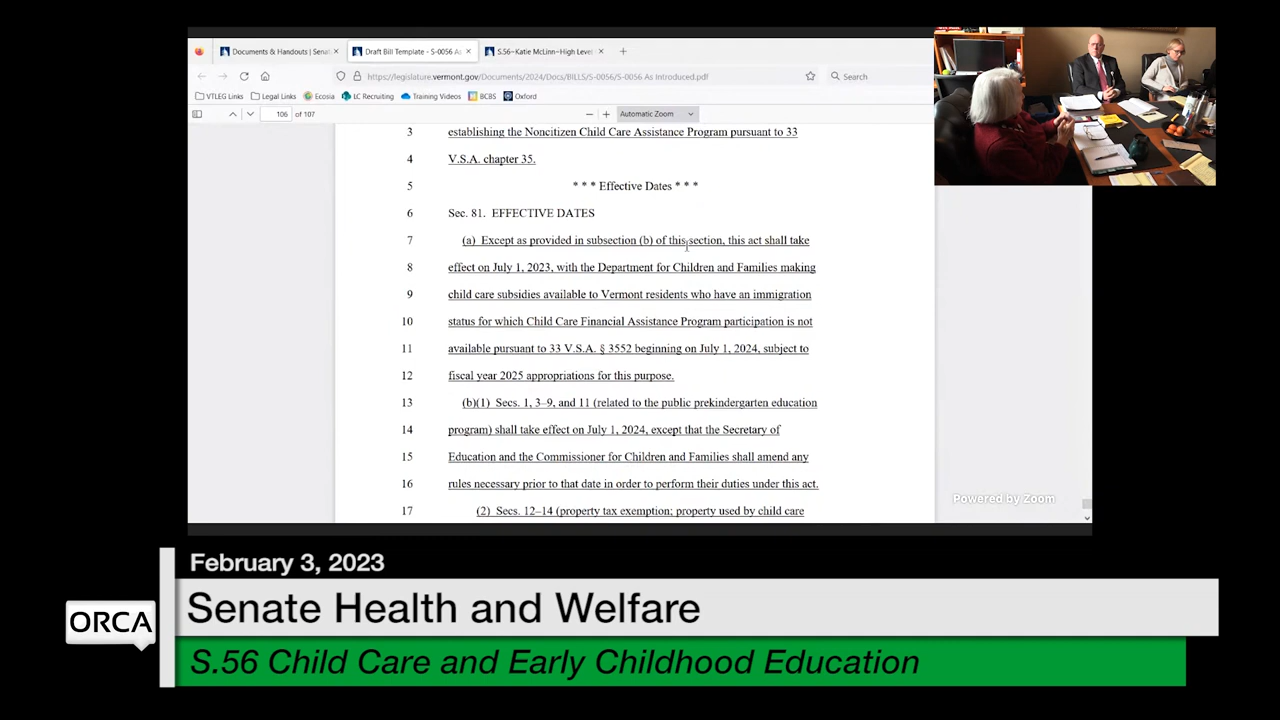 Documents & Handouts | Sena
Draft Bill Template - S-0056 As
S.56~Katie McLinn~High Level
https://legislature.vermont.gov/Documents/2024/Docs/BILLS/S-0056/S-0056 As Introduced.pdf
Search
VTLEG Links
Legal Links
Ecosia
LC Recruiting
Training Videos
BCBS
Oxford
106 of 107
Automatic Zoom
3 establishing the Noncitizen Child Care Assistance Program pursuant to 33
4 V.S.A. chapter 35.
5 * * * Effective Dates * * *
6 Sec. 81. EFFECTIVE DATES
7 (a) Except as provided in subsection (b) of this section, this act shall take
8 effect on July 1, 2023, with the Department for Children and Families making
9 child care subsidies available to Vermont residents who have an immigration
10 status for which Child Care Financial Assistance Program participation is not
11 available pursuant to 33 V.S.A. § 3552 beginning on July 1, 2024, subject to
12 fiscal year 2025 appropriations for this purpose.
13 (b)(1) Secs. 1, 3–9, and 11 (related to the public prekindergarten education
14 program) shall take effect on July 1, 2024, except that the Secretary of
15 Education and the Commissioner for Children and Families shall amend any
16 rules necessary prior to that date in order to perform their duties under this act.
17 (2) Secs. 12–14 (property tax exemption; property used by child care
Powered by Zoom
February 3, 2023
ORCA
Senate Health and Welfare
S.56 Child Care and Early Childhood Education